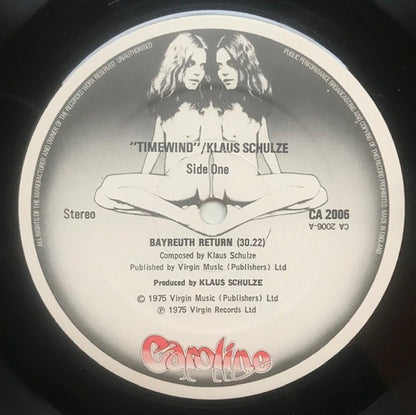 ALL RIGHTS OF THE MANUFACTURER AND OWNER OF THE RECORDED WORK RESERVED UNAUTHORISED
PUBLIC PERFORMANCE, BROADCASTING AND COPYING OF THIS RECORD PROHIBITED. MADE IN ENGLAND
"TIMEWIND"/KLAUS SCHULZE
Side One
Stereo
CA 2006
CA 2006-A
BAYREUTH RETURN (30.22)
Composed by Klaus Schulze
Published by Virgin Music (Publishers) Ltd
Produced by KLAUS SCHULZE
© 1975 Virgin Music (Publishers) Ltd
℗ 1975 Virgin Records Ltd
Caroline